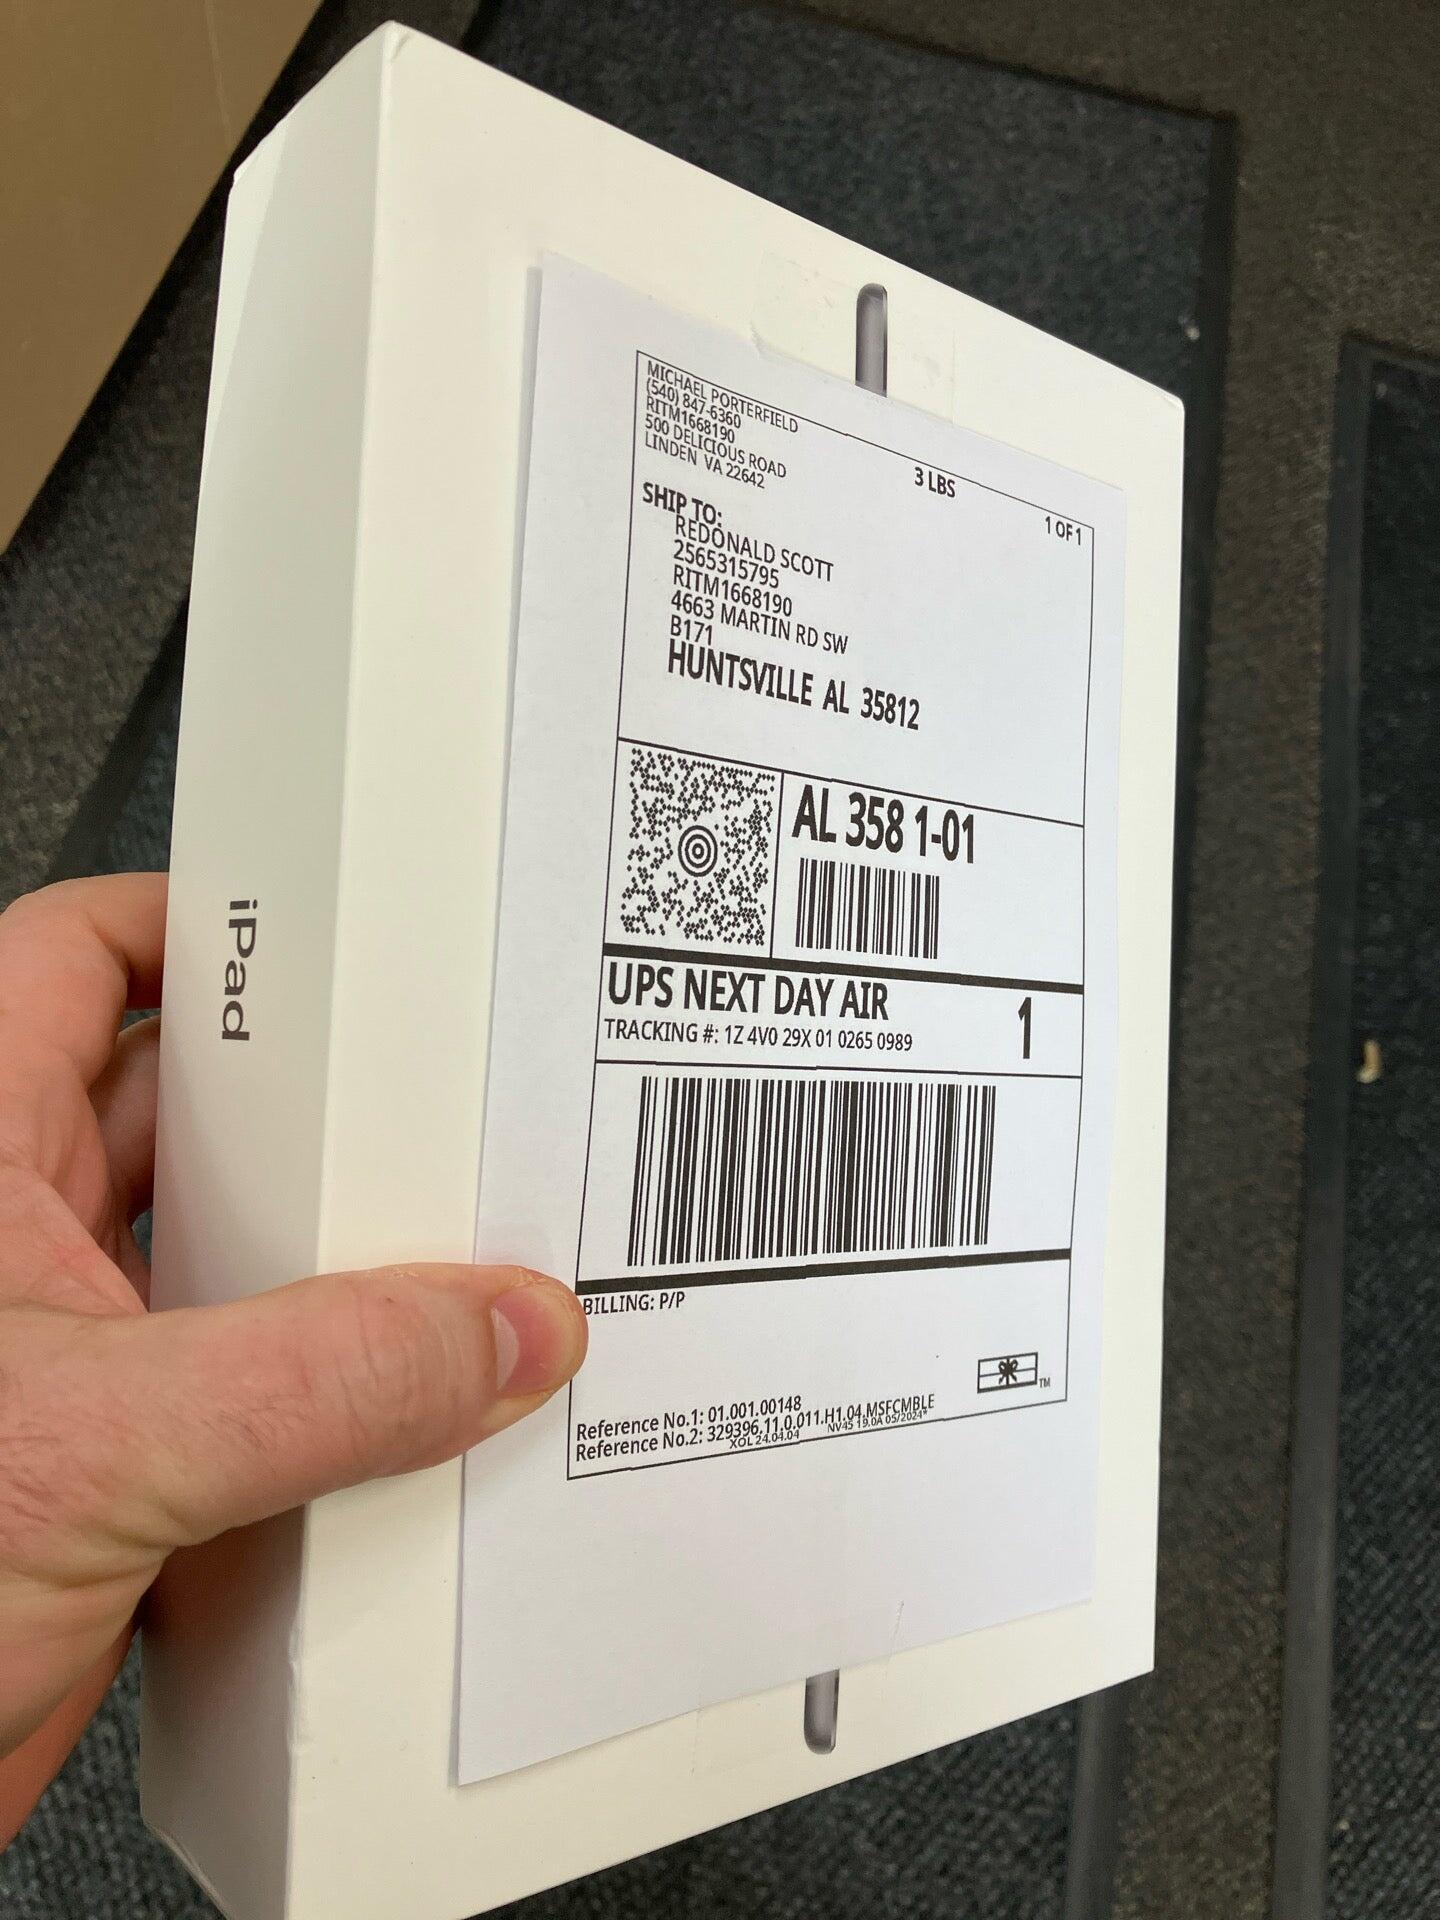 MICHAEL PORTERFIELD
(540) 847-6360
RITM1668190
500 DELICIOUS ROAD
LINDEN VA 22642
3 LBS
1 OF 1
SHIP TO:
REDONALD SCOTT
2565315795
RITM1668190
4663 MARTIN RD SW
B171
HUNTSVILLE AL 35812
AL 358 1-01
UPS NEXT DAY AIR
1
TRACKING #: 1Z 4V0 29X 01 0265 0989
BILLING: P/P
TM
Reference No.1: 01.001.00148
Reference No.2: 329396.11.0.011.H1.04.MSFCMBLE
XOL 24.04.04 NV45 19.0A 05/2024*
iPad